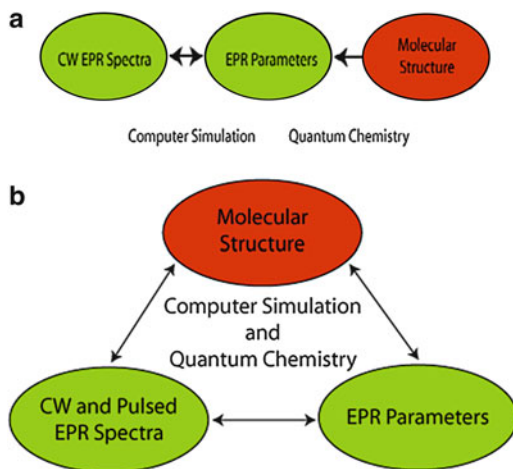 a
CW EPR Spectra
EPR Parameters
Molecular
Structure
Computer Simulation
Quantum Chemistry
b
Molecular
Structure
Computer Simulation
and
Quantum Chemistry
CW and Pulsed
EPR Spectra
EPR Parameters